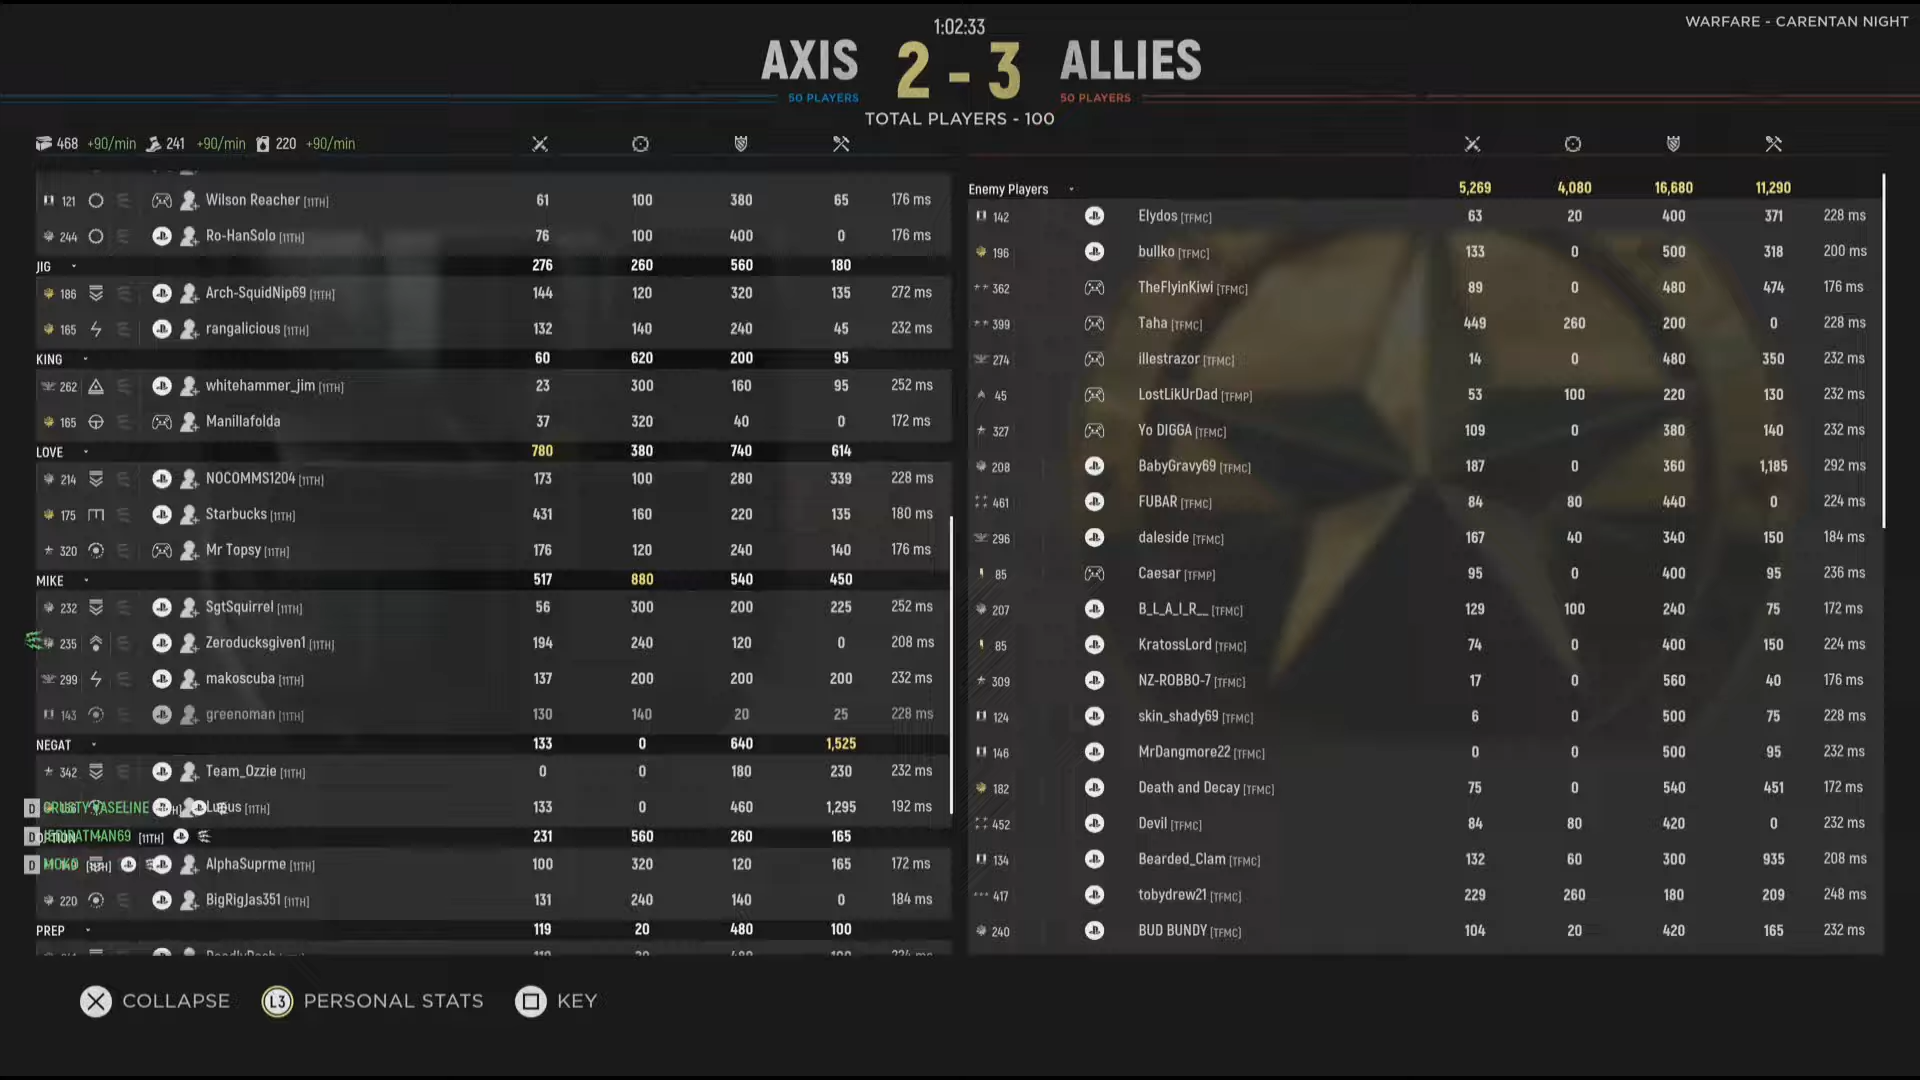 1:02:33
WARFARE - CARENTAN NIGHT
AXIS 2 - 3 ALLIES
50 PLAYERS 50 PLAYERS
TOTAL PLAYERS - 100
468 +90/min 241 +90/min 220 +90/min
121 Wilson Reacher [11TH] 61 100 380 65 176 ms
244 Ro-HanSolo [11TH] 76 100 400 0 176 ms
JIG 276 260 560 180
186 Arch-SquidNip69 [11TH] 144 120 320 135 272 ms
165 rangalicious [11TH] 132 140 240 45 232 ms
KING 60 620 200 95
262 whitehammer_jim [11TH] 23 300 160 95 252 ms
165 Manillafolda 37 320 40 0 172 ms
LOVE 780 380 740 614
214 NOCOMMS1204 [11TH] 173 100 280 339 228 ms
175 Starbucks [11TH] 431 160 220 135 180 ms
320 Mr Topsy [11TH] 176 120 240 140 176 ms
MIKE 517 880 540 450
232 SgtSquirrel [11TH] 56 300 200 225 252 ms
235 Zeroducksgiven1 [11TH] 194 240 120 0 208 ms
299 makoscuba [11TH] 137 200 200 200 232 ms
143 greenoman [11TH] 130 140 20 25 228 ms
NEGAT 133 0 640 1,525
342 Team_Ozzie [11TH] 0 0 180 230 232 ms
[11TH] 133 0 460 1,295 192 ms
[11TH] 231 560 260 165
AlphaSuprme [11TH] 100 320 120 165 172 ms
220 BigRigJas351 [11TH] 131 240 140 0 184 ms
PREP 119 20 480 100
Enemy Players 5,269 4,080 16,680 11,290
142 Elydos [TFMC] 63 20 400 371 228 ms
196 bullko [TFMC] 133 0 500 318 200 ms
362 TheFlyinKiwi [TFMC] 89 0 480 474 176 ms
399 Taha [TFMC] 449 260 200 0 228 ms
274 illestrazor [TFMC] 14 0 480 350 232 ms
45 LostLikUrDad [TFMP] 53 100 220 130 232 ms
327 Yo DIGGA [TFMC] 109 0 380 140 232 ms
208 BabyGravy69 [TFMC] 187 0 360 1,185 292 ms
461 FUBAR [TFMC] 84 80 440 0 224 ms
296 daleside [TFMC] 167 40 340 150 184 ms
85 Caesar [TFMP] 95 0 400 95 236 ms
207 B_L_A_I_R__ [TFMC] 129 100 240 75 172 ms
85 KratossLord [TFMC] 74 0 400 150 224 ms
309 NZ-ROBBO-7 [TFMC] 17 0 560 40 176 ms
124 skin_shady69 [TFMC] 6 0 500 75 228 ms
146 MrDangmore22 [TFMC] 0 0 500 95 232 ms
182 Death and Decay [TFMC] 75 0 540 451 172 ms
452 Devil [TFMC] 84 80 420 0 232 ms
134 Bearded_Clam [TFMC] 132 60 300 935 208 ms
417 tobydrew21 [TFMC] 229 260 180 209 248 ms
240 BUD BUNDY [TFMC] 104 20 420 165 232 ms
COLLAPSE L3 PERSONAL STATS KEY